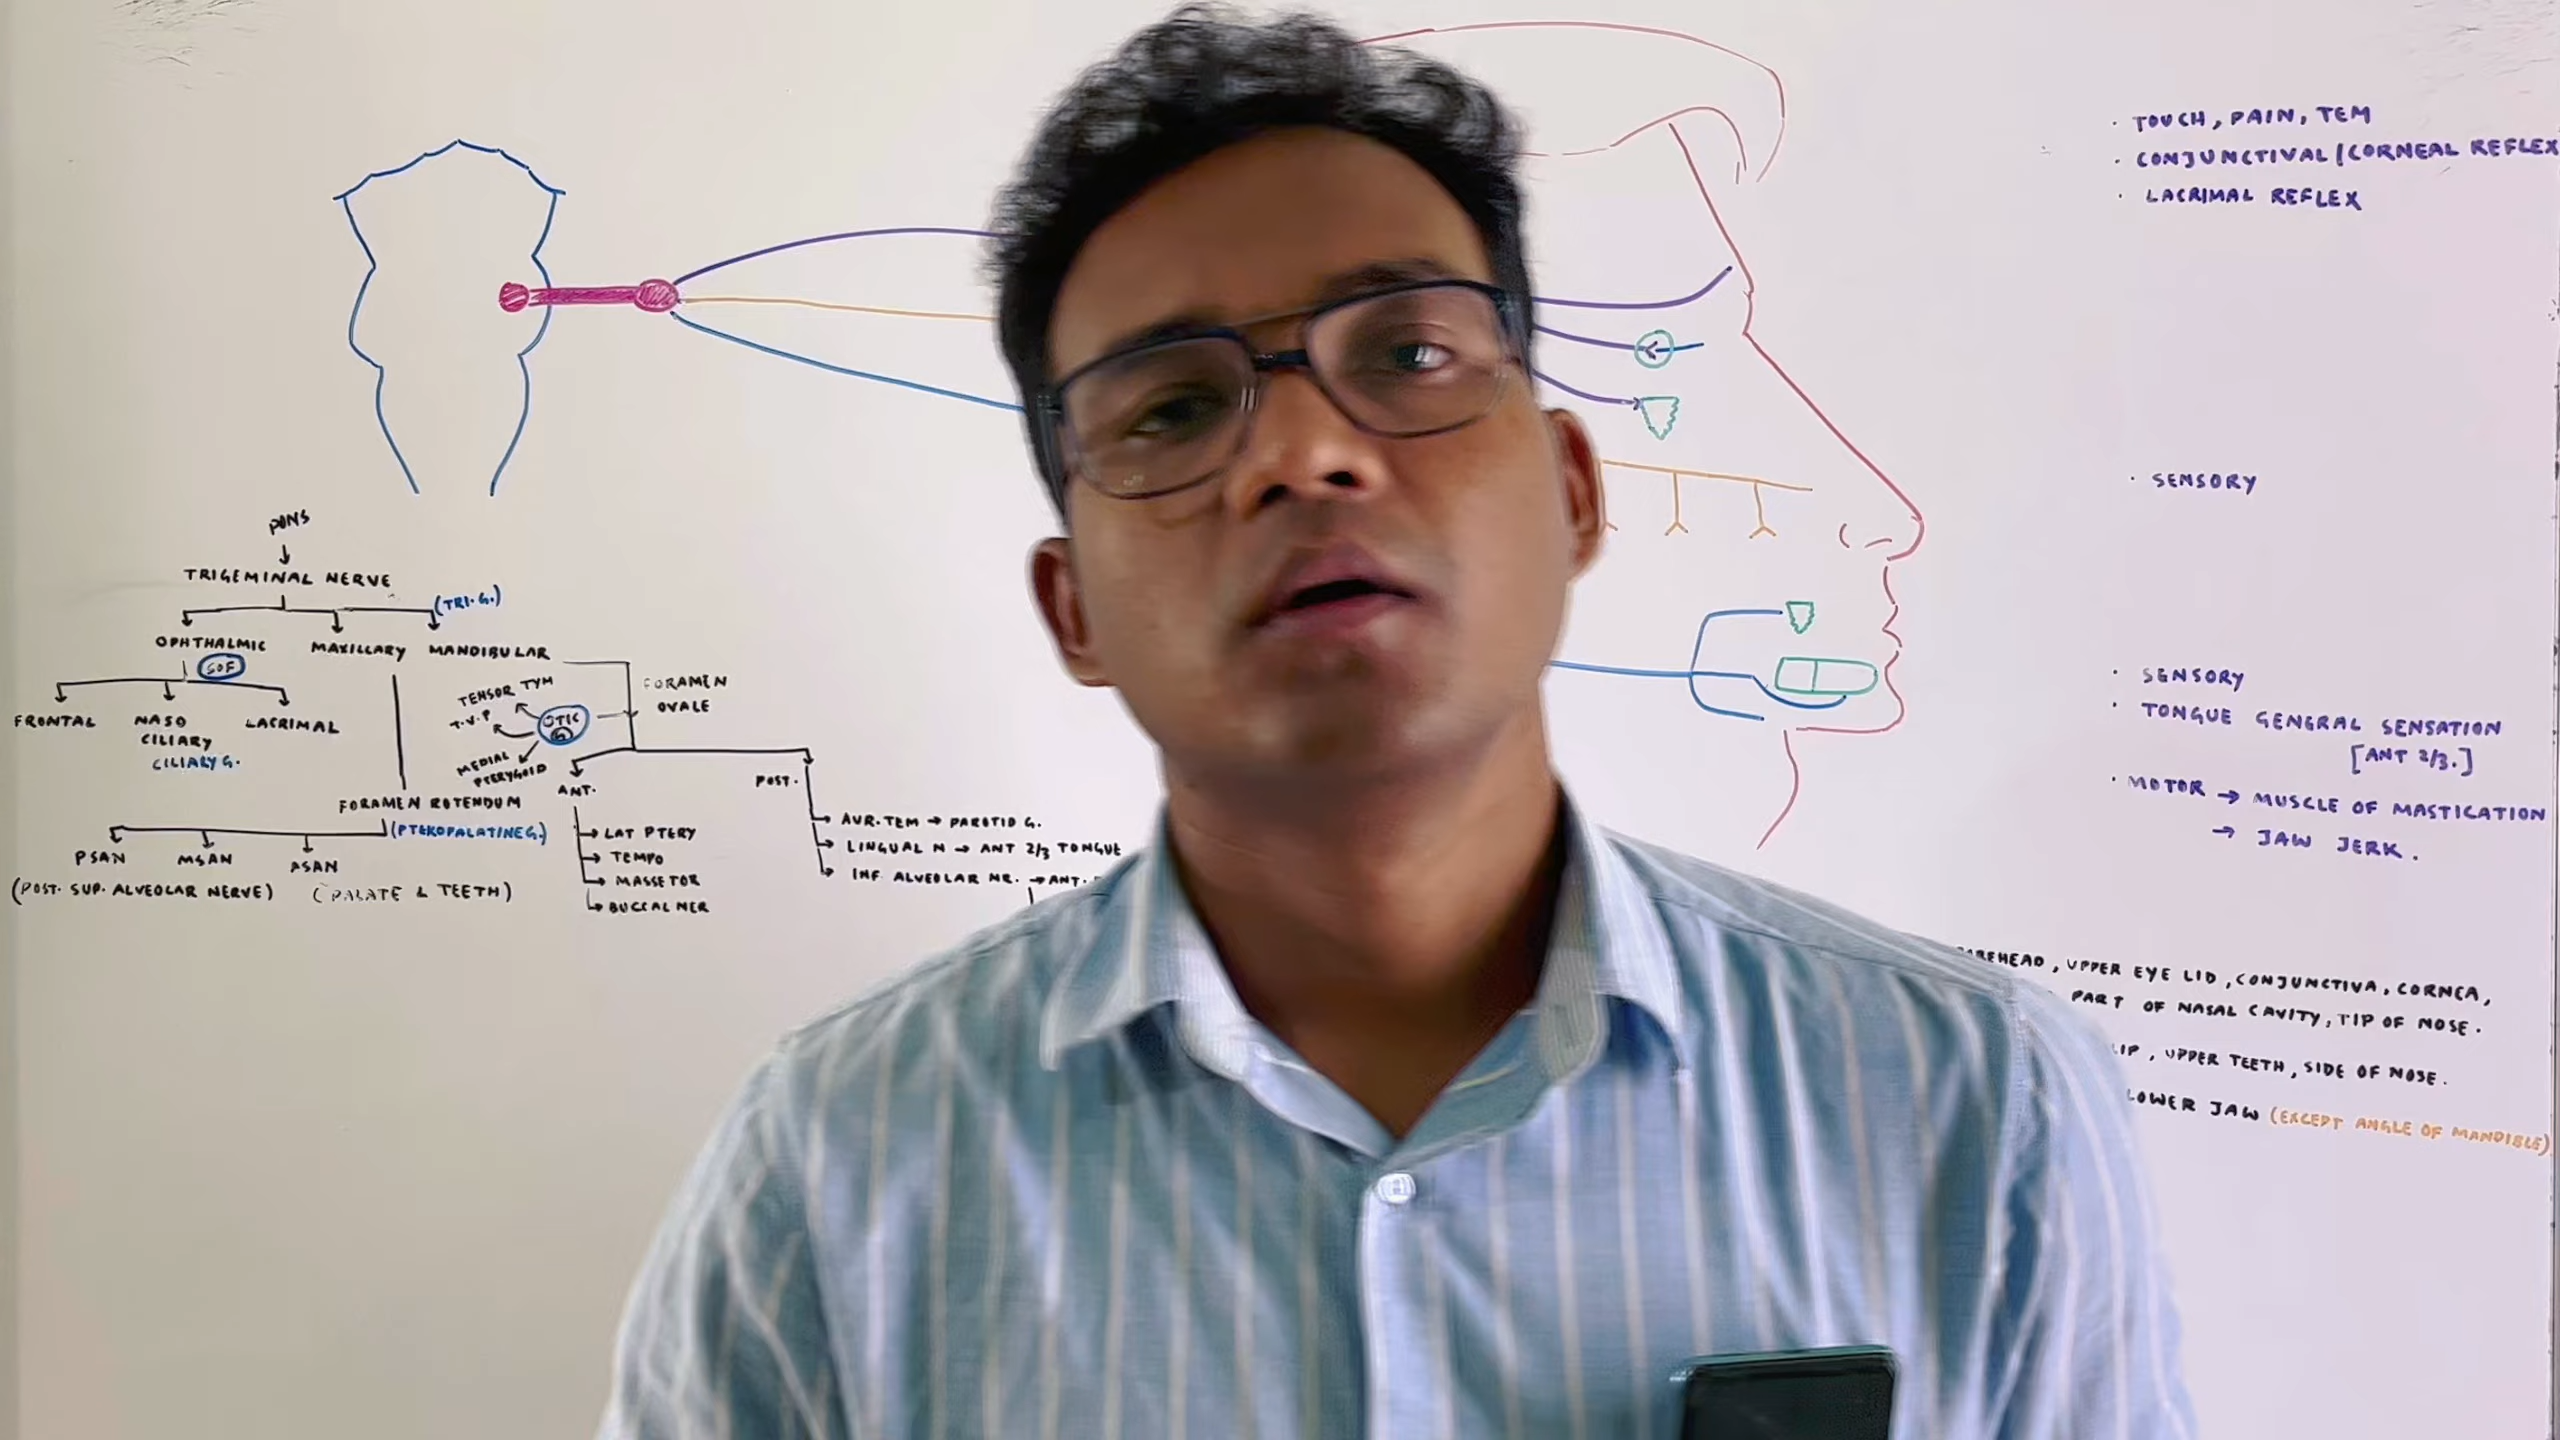 PONS
TRIGEMINAL NERVE
(TRI. G.)
OPHTHALMIC MAXILLARY MANDIBULAR
SOF
FRONTAL NASO CILIARY LACRIMAL
CILIARY G.
TENSOR TYM
T.V.P
OTIC G
MEDIAL PTERYGOID
FORAMEN OVALE
FORAMEN ROTENDUM
(PTEROPALATINE G.)
PSAN MSAN ASAN
(POST. SUP. ALVEOLAR NERVE) (PALATE & TEETH)
ANT.
LAT PTERY
TEMPO
MASSETOR
BUCCAL NER
POST.
AUR. TEM → PAROTID G.
LINGUAL N → ANT 2/3 TONGUE
INF. ALVEOLAR NR. → ANT.
· TOUCH, PAIN, TEM
· CONJUNCTIVAL/CORNEAL REFLEX
· LACRIMAL REFLEX
· SENSORY
· SENSORY
· TONGUE GENERAL SENSATION
[ANT 2/3.]
· MOTOR → MUSCLE OF MASTICATION
→ JAW JERK.
UPPER EYE LID, CONJUNCTIVA, CORNEA,
PART OF NASAL CAVITY, TIP OF NOSE.
LIP, UPPER TEETH, SIDE OF NOSE.
LOWER JAW (EXCEPT ANGLE OF MANDIBLE)